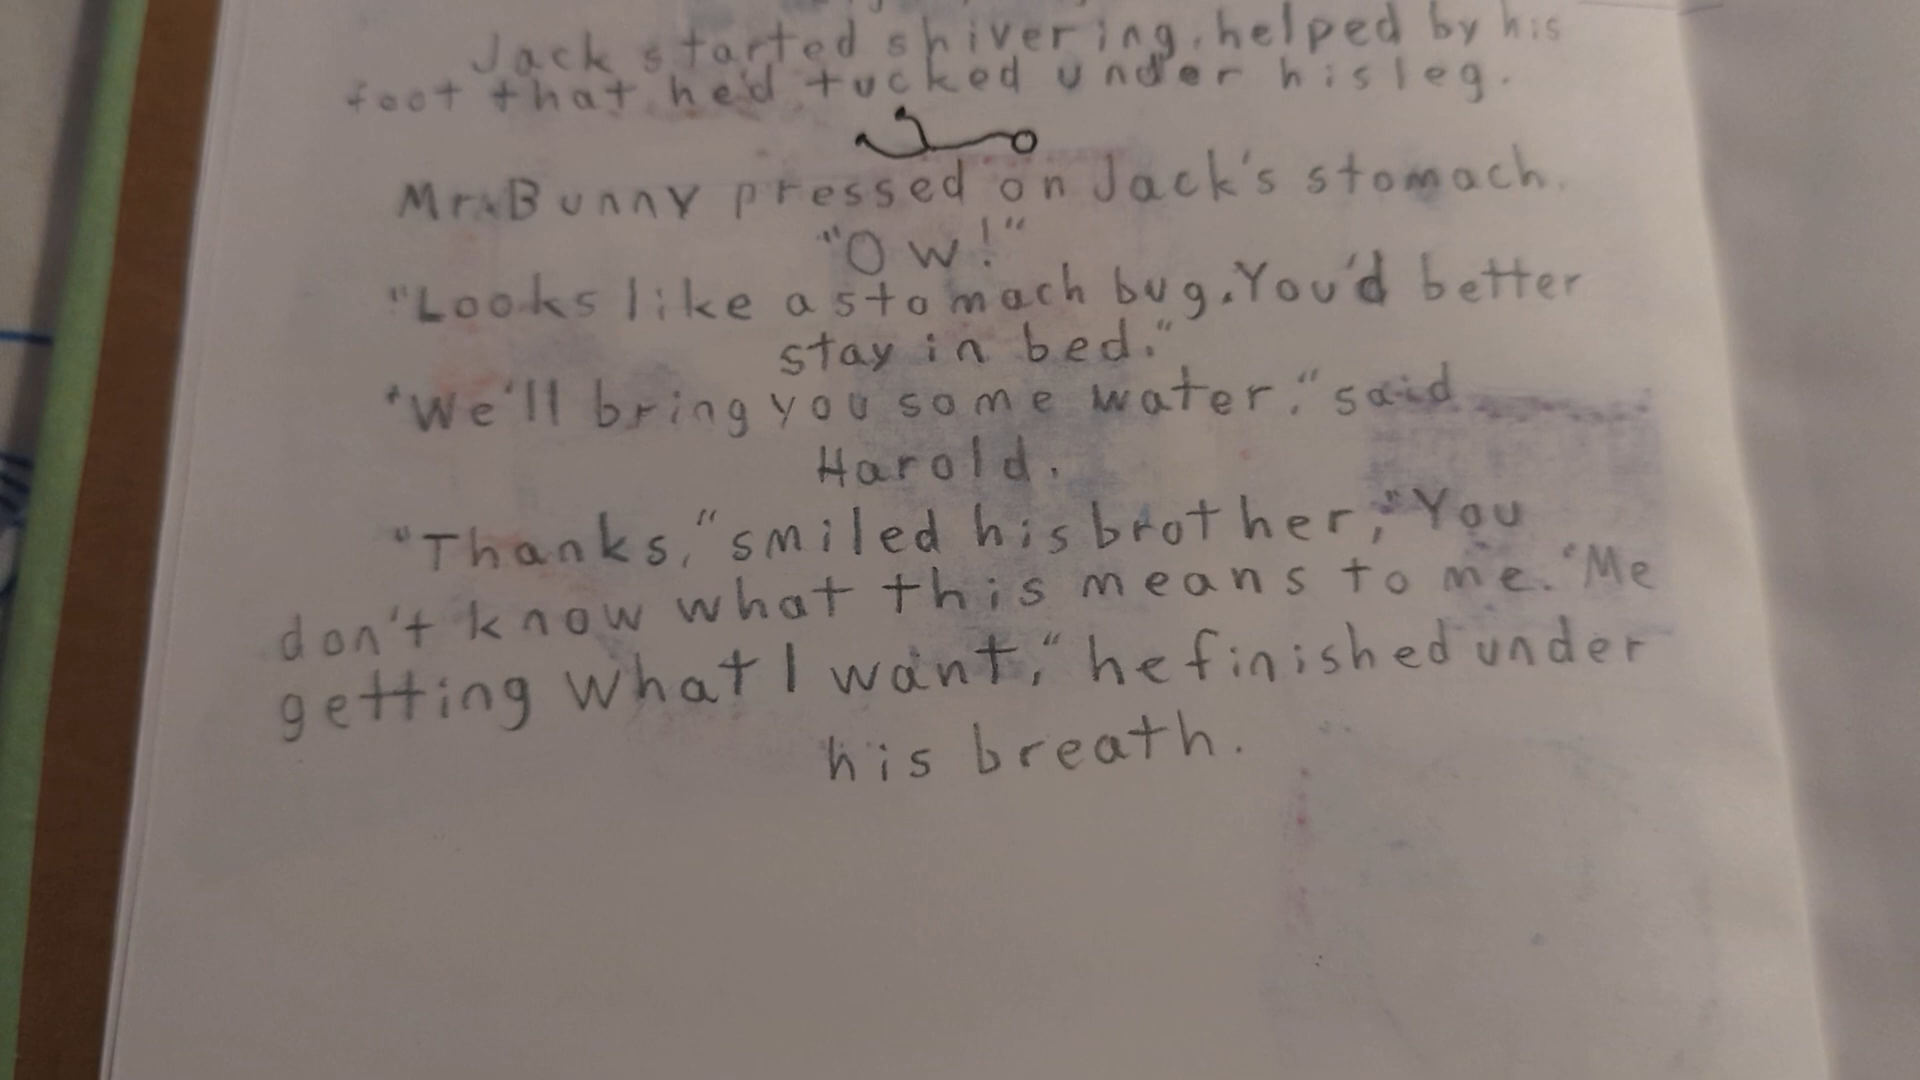 Jack started shivering, helped by his
foot that he'd tucked under his leg.
Mr. Bunny pressed on Jack's stomach.
"Ow!"
"Looks like a stomach bug. You'd better
stay in bed."
"We'll bring you some water," said
Harold.
"Thanks," smiled his brother, "You
don't know what this means to me. "Me
getting what I want," he finished under
his breath.